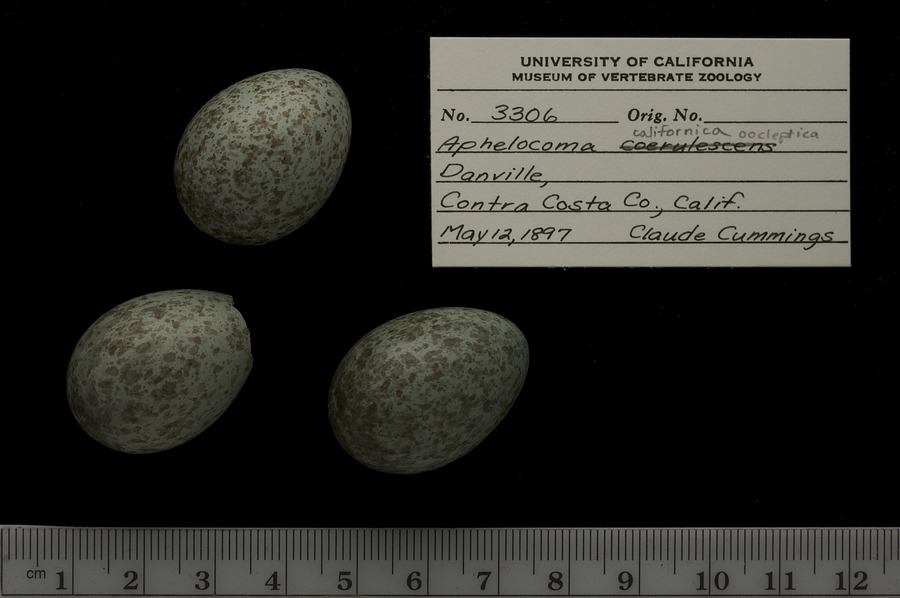 UNIVERSITY OF CALIFORNIA
MUSEUM OF VERTEBRATE ZOOLOGY
No. 3306 Orig. No.
californica oocleptica
Aphelocoma coerulescens
Danville,
Contra Costa Co., Calif.
May 12, 1897 Claude Cummings
cm 1 2 3 4 5 6 7 8 9 10 11 12